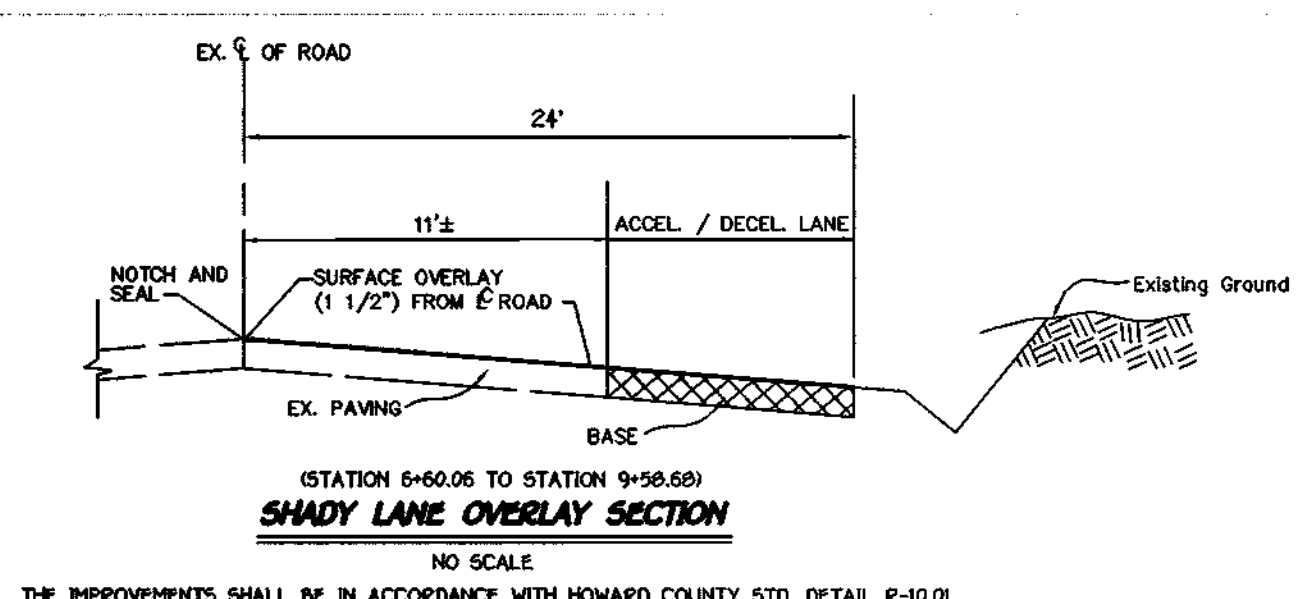 EX. ℄ OF ROAD
24'
11'±
ACCEL. / DECEL. LANE
NOTCH AND
SEAL
SURFACE OVERLAY
(1 1/2") FROM ℄ ROAD
Existing Ground
EX. PAVING
BASE
(STATION 6+60.06 TO STATION 9+58.68)
SHADY LANE OVERLAY SECTION
NO SCALE
THE IMPROVEMENTS SHALL BE IN ACCORDANCE WITH HOWARD COUNTY STD. DETAIL R-10.01